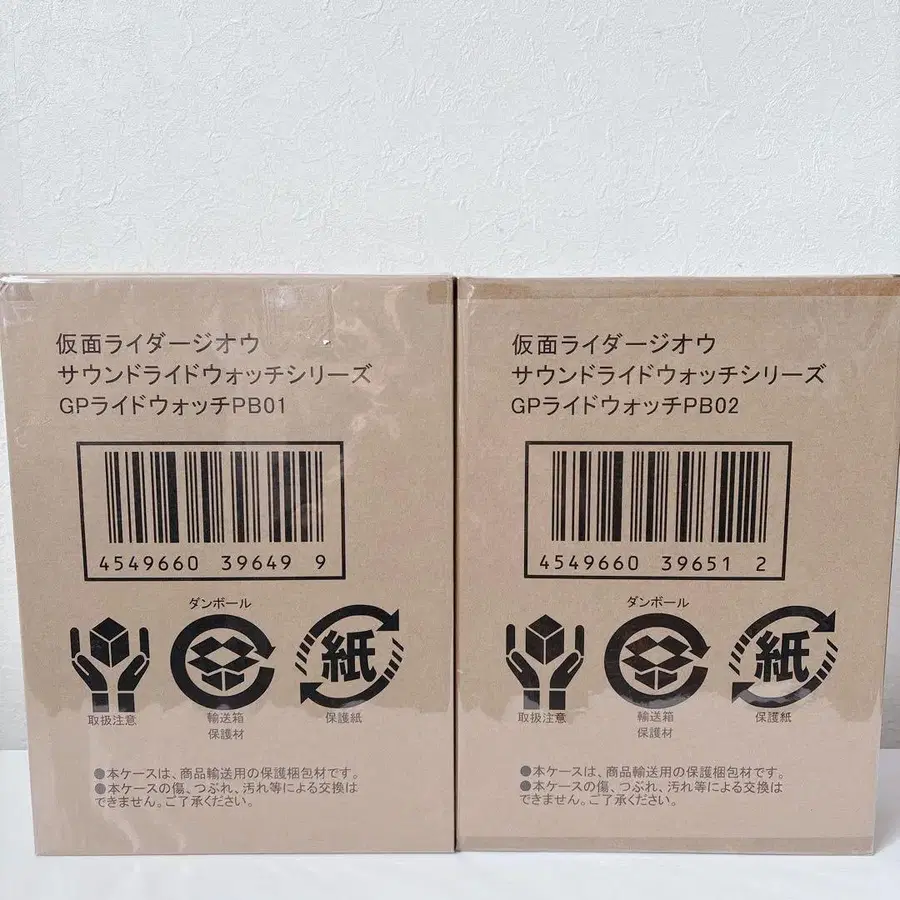 仮面ライダージオウ
サウンドライドウォッチシリーズ
GPライドウォッチPB01
4549660 39649 9
ダンボール
紙
取扱注意
輸送箱
保護材
保護紙
●本ケースは、商品輸送用の保護梱包材です。
●本ケースの傷、つぶれ、汚れ等による交換は
できません。ご了承ください。
仮面ライダージオウ
サウンドライドウォッチシリーズ
GPライドウォッチPB02
4549660 39651 2
ダンボール
紙
取扱注意
輸送箱
保護材
保護紙
●本ケースは、商品輸送用の保護梱包材です。
●本ケースの傷、つぶれ、汚れ等による交換は
できません。ご了承ください。